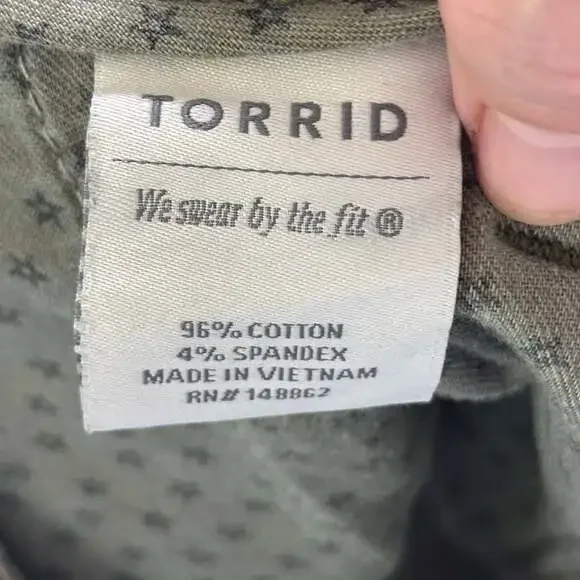 TORRID
We swear by the fit ®
96% COTTON
4% SPANDEX
MADE IN VIETNAM
RN# 148862